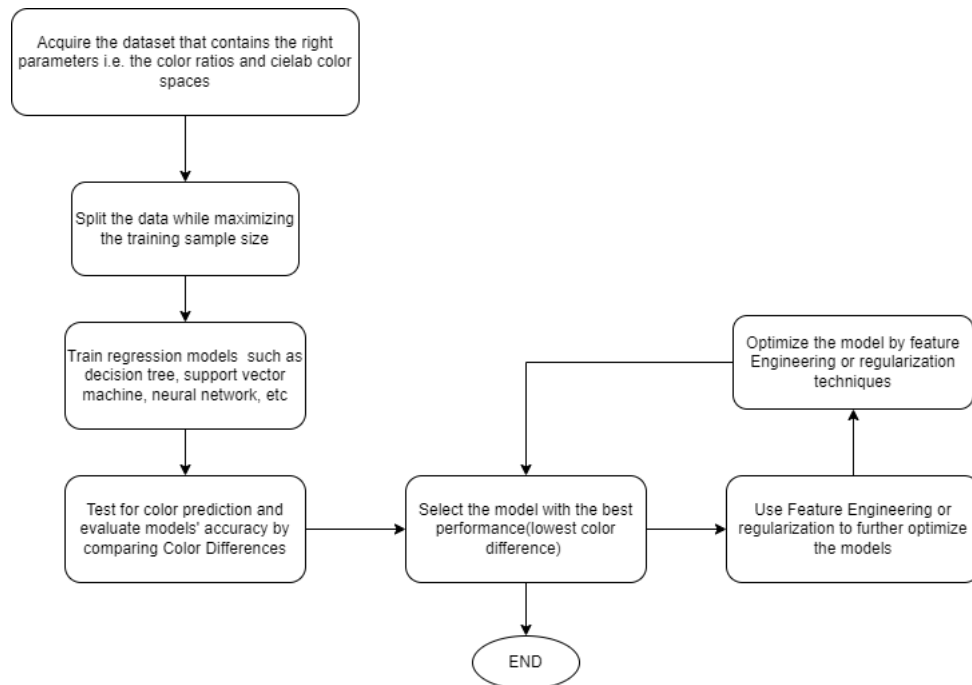 Acquire the dataset that contains the right
parameters i.e. the color ratios and cielab color
spaces
Split the data while maximizing
the training sample size
Train regression models  such as
decision tree, support vector
machine, neural network, etc
Test for color prediction and
evaluate models' accuracy by
comparing Color Differences
Select the model with the best
performance(lowest color
difference)
Use Feature Engineering or
regularization to further optimize
the models
Optimize the model by feature
Engineering or regularization
techniques
END